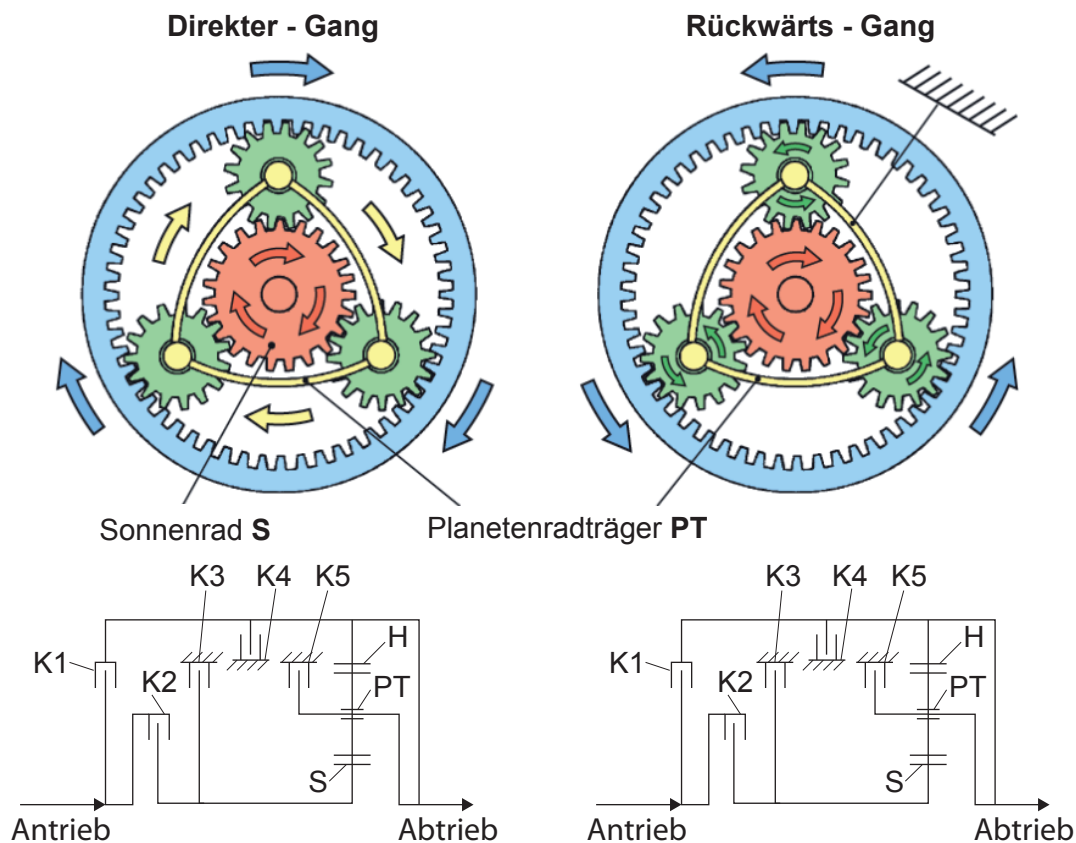 Direkter - Gang
Rückwärts - Gang
Sonnenrad S
Planetenradträger PT
K3 K4 K5
H
K1
K2
PT
S
Antrieb
Abtrieb
K3 K4 K5
H
K1
K2
PT
S
Antrieb
Abtrieb